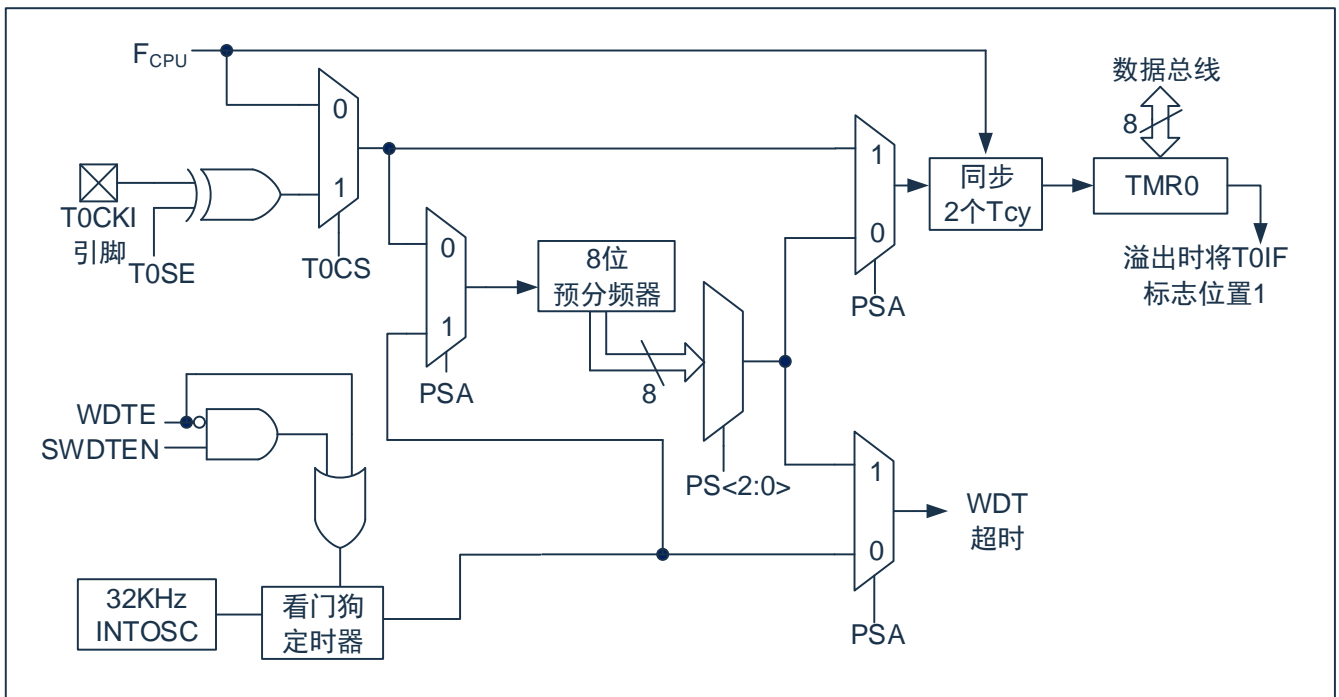 FCPU
0
1
T0CKI
引脚
T0SE
T0CS
0
1
PSA
8位
预分频器
8
PS<2:0>
1
0
PSA
同步
2个Tcy
数据总线
8
TMR0
溢出时将T0IF
标志位置1
WDTE
SWDTEN
32KHz
INTOSC
看门狗
定时器
1
0
PSA
WDT
超时